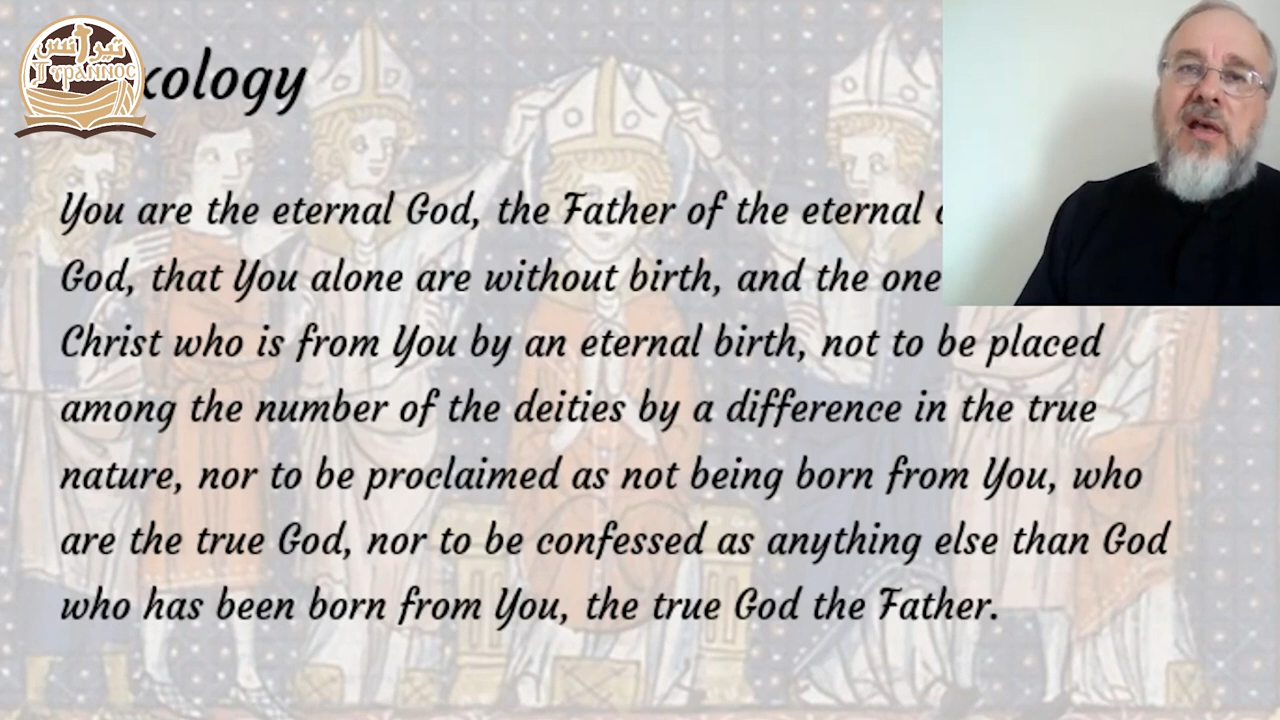 تيرانس
Τγραννος
xology
You are the eternal God, the Father of the eternal
God, that You alone are without birth, and the one
Christ who is from You by an eternal birth, not to be placed
among the number of the deities by a difference in the true
nature, nor to be proclaimed as not being born from You, who
are the true God, nor to be confessed as anything else than God
who has been born from You, the true God the Father.